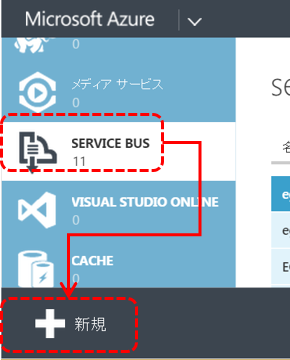 Microsoft Azure
0
メディア サービス
0
SERVICE BUS
11
VISUAL STUDIO ONLINE
0
CACHE
0
新規